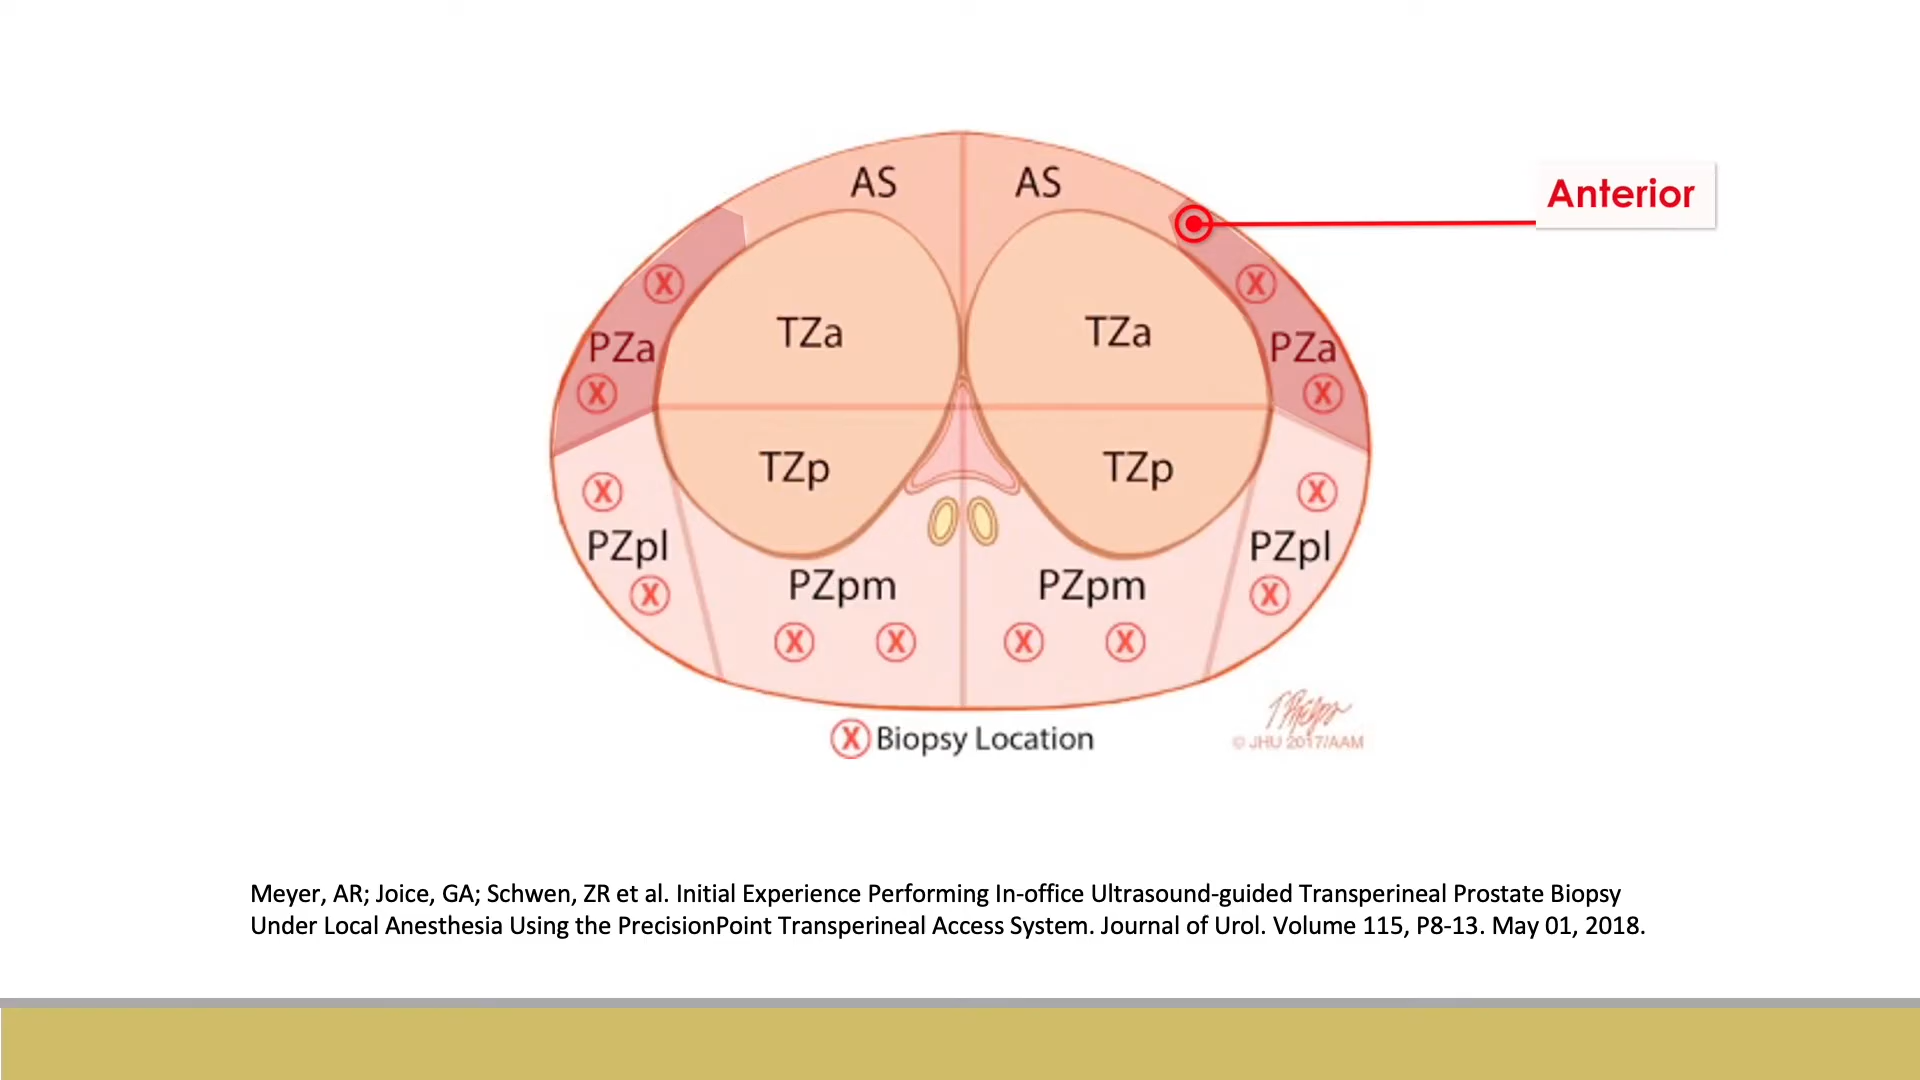 AS AS
Anterior
X X
TZa TZa
PZa PZa
X X
TZp TZp
X X
PZpl PZpl
PZpm PZpm
X X
X X X X
X Biopsy Location
© JHU 2017/AAM
Meyer, AR; Joice, GA; Schwen, ZR et al. Initial Experience Performing In-office Ultrasound-guided Transperineal Prostate Biopsy
Under Local Anesthesia Using the PrecisionPoint Transperineal Access System. Journal of Urol. Volume 115, P8-13. May 01, 2018.